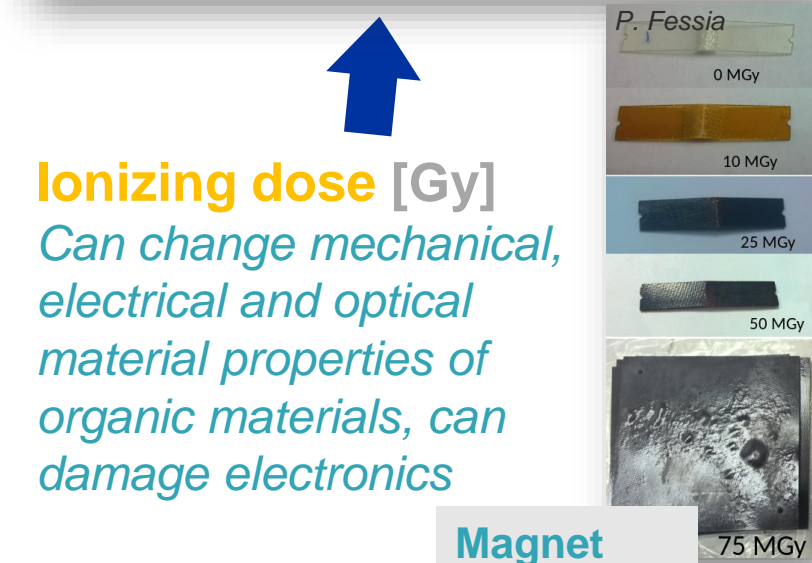 P. Fessia
0 MGy
10 MGy
25 MGy
50 MGy
75 MGy
Ionizing dose [Gy]
Can change mechanical,
electrical and optical
material properties of
organic materials, can
damage electronics
Magnet